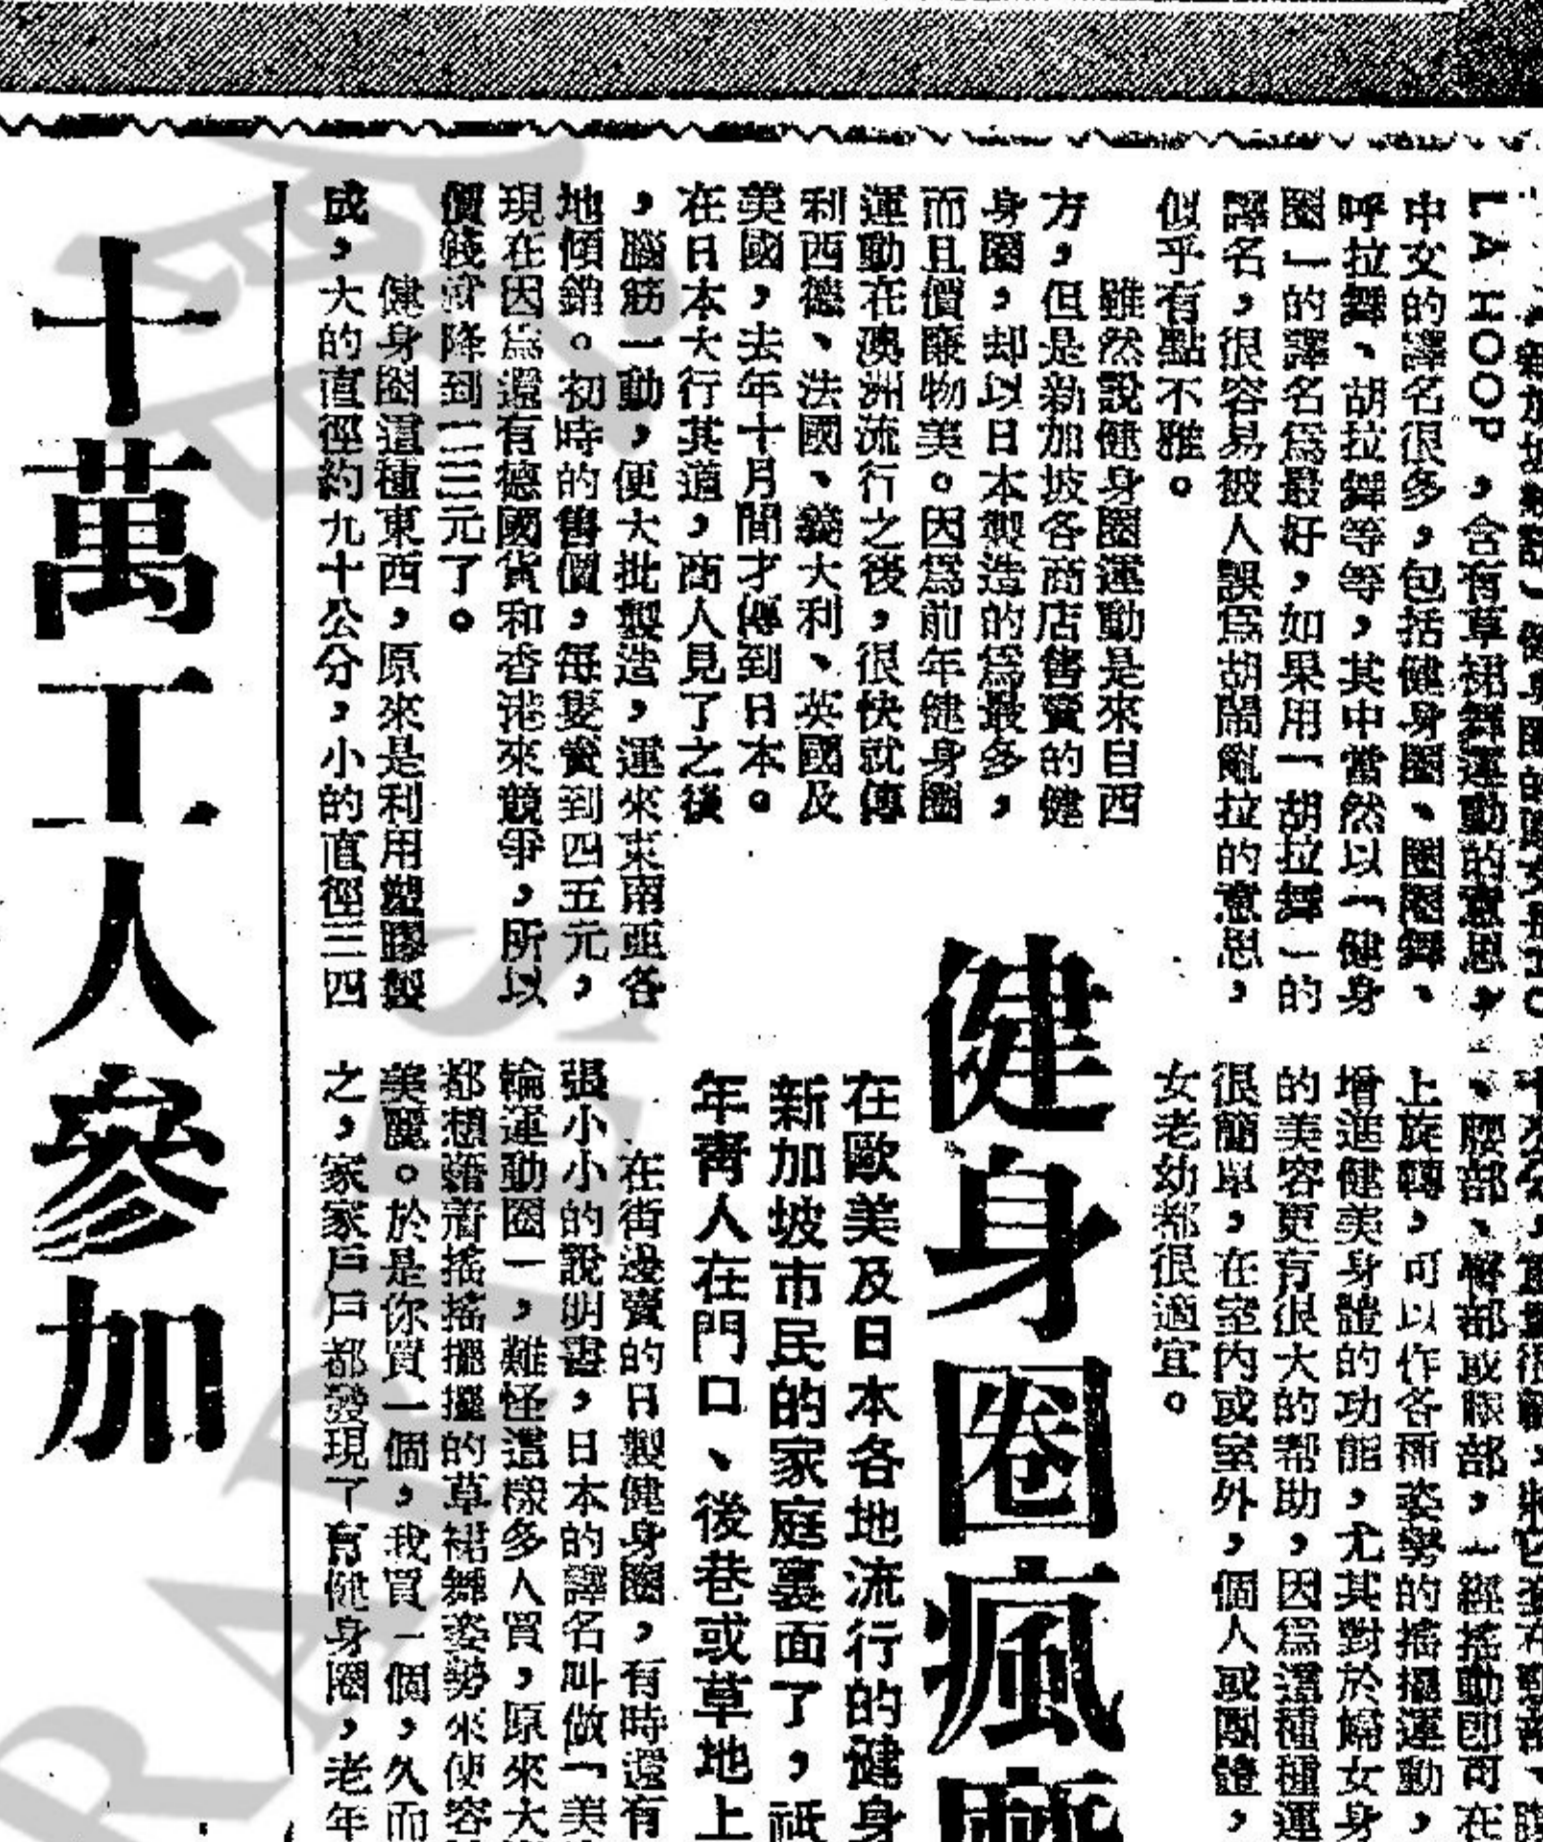 LA HOOP，含有草裙舞運動的意思，
中文的譯名很多，包括健身圈、圈圈舞、
呼拉舞、胡拉舞等等，其中當然以「健身
圈」的譯名爲最好，如果用「胡拉舞」的
譯名，很容易被人誤爲胡鬧亂拉的意思，
似乎有點不雅。
雖然說健身圈運動是來自西
方，但是新加坡各商店售賣的健
身圈，却以日本製造的爲最多，
而且價廉物美。因爲前年健身圈
運動在澳洲流行之後，很快就傳
利西德、法國、義大利、英國及
美國，去年十月間才傳到日本。
在日本大行其道，商人見了之後
，腦筋一動，便大批製造，運來東南亞各
地傾銷。初時的售價，每隻賣到四五元，
現在因爲還有德國貨和香港來競爭，所以
價錢就降到二三元了。
健身圈這種東西，原來是利用塑膠製
成，大的直徑約九十公分，小的直徑三四
、腰部、臀部或腳部，一經搖動即可在
上旋轉，可以作各種姿勢的搖擺運動，
增進健美身體的功能，尤其對於婦女身
的美容更有很大的帮助，因爲這種運
很簡單，在室內或室外，個人或團體，
女老幼都很適宜。
健身圈瘋
在歐美及日本各地流行的健身
新加坡市民的家庭裏面了，祇
年青人在門口、後巷或草地上
在街邊賣的日製健身圈，有時還有
張小小的說明書，日本的譯名叫做「美
輪運動圈」，難怪這樣多人買，原來大
都想藉着搖搖擺擺的草裙舞姿勢來使容
美麗。於是你買一個，我買一個，久而
之，家家戶戶都發現了有健身圈，老年
十萬工人參加